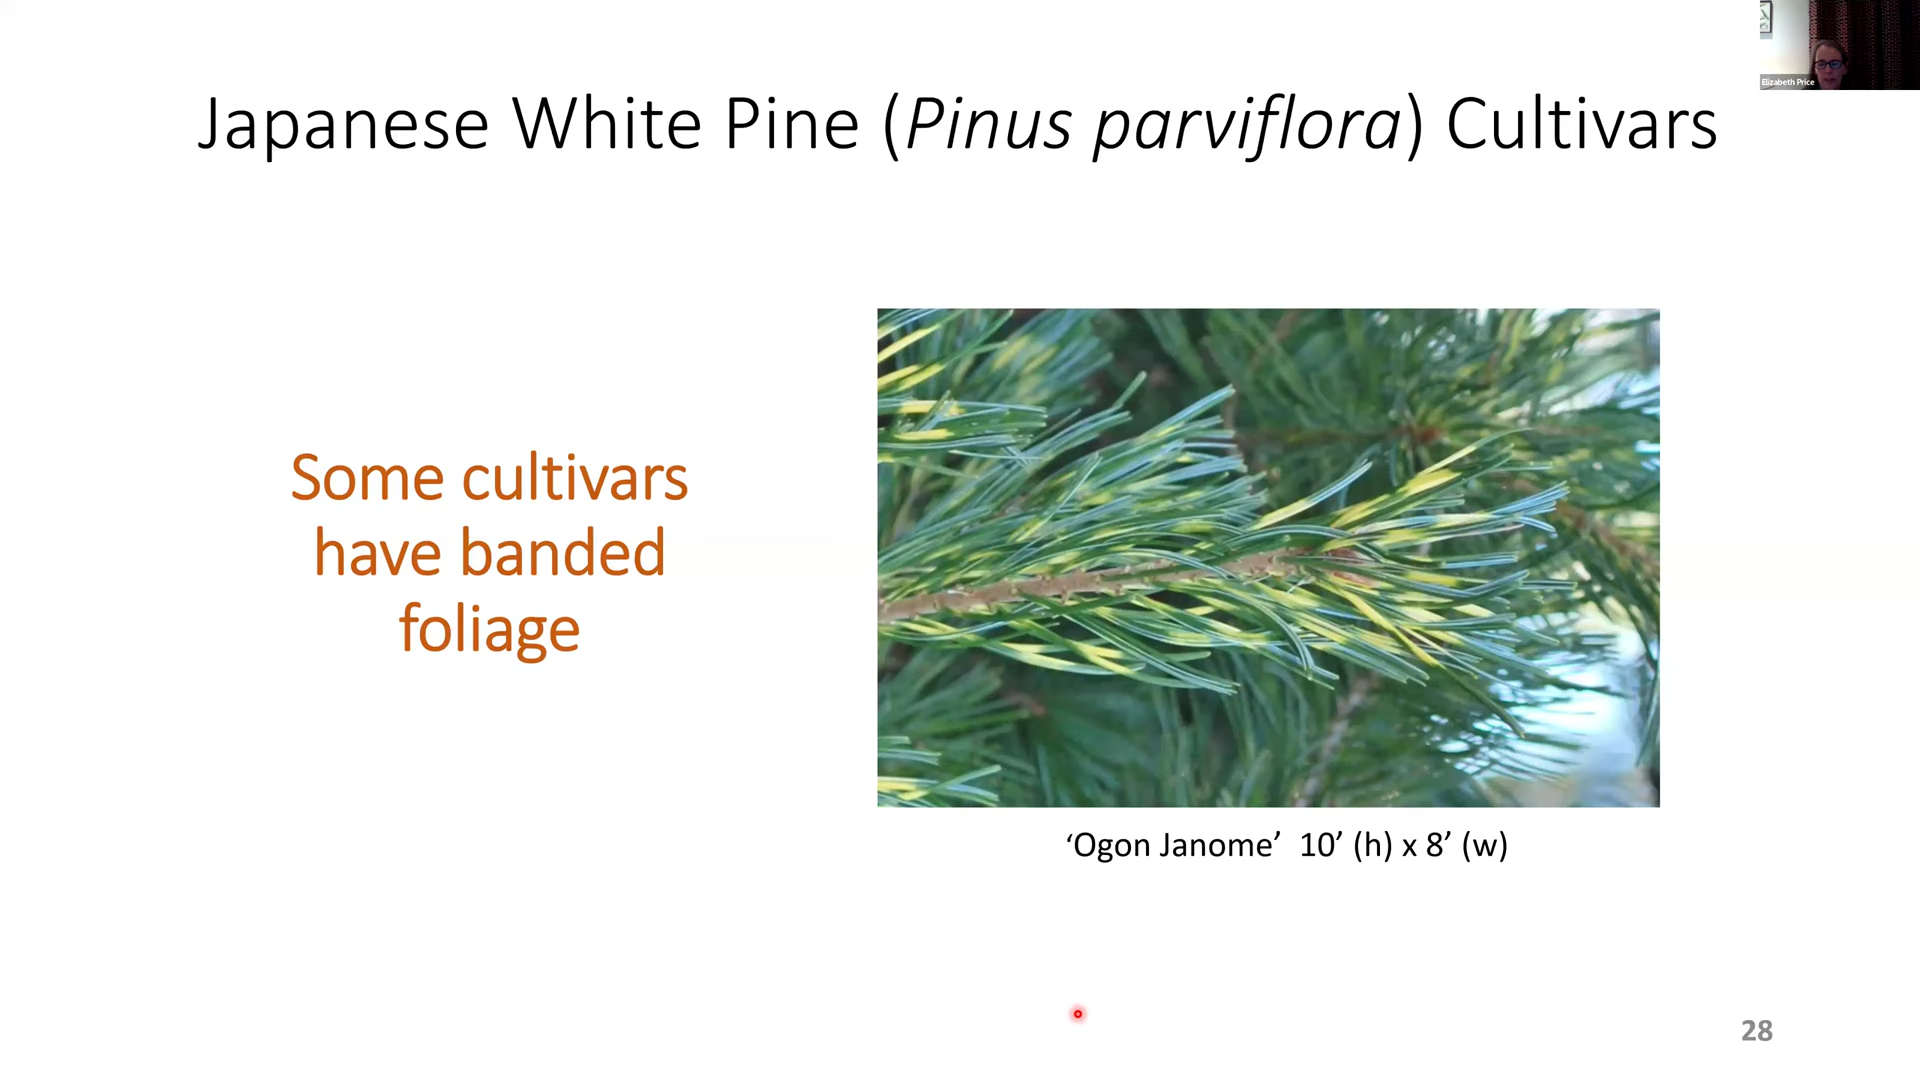 Elizabeth Price
Japanese White Pine (Pinus parviflora) Cultivars
Some cultivars
have banded
foliage
‘Ogon Janome’  10’ (h) x 8’ (w)
28